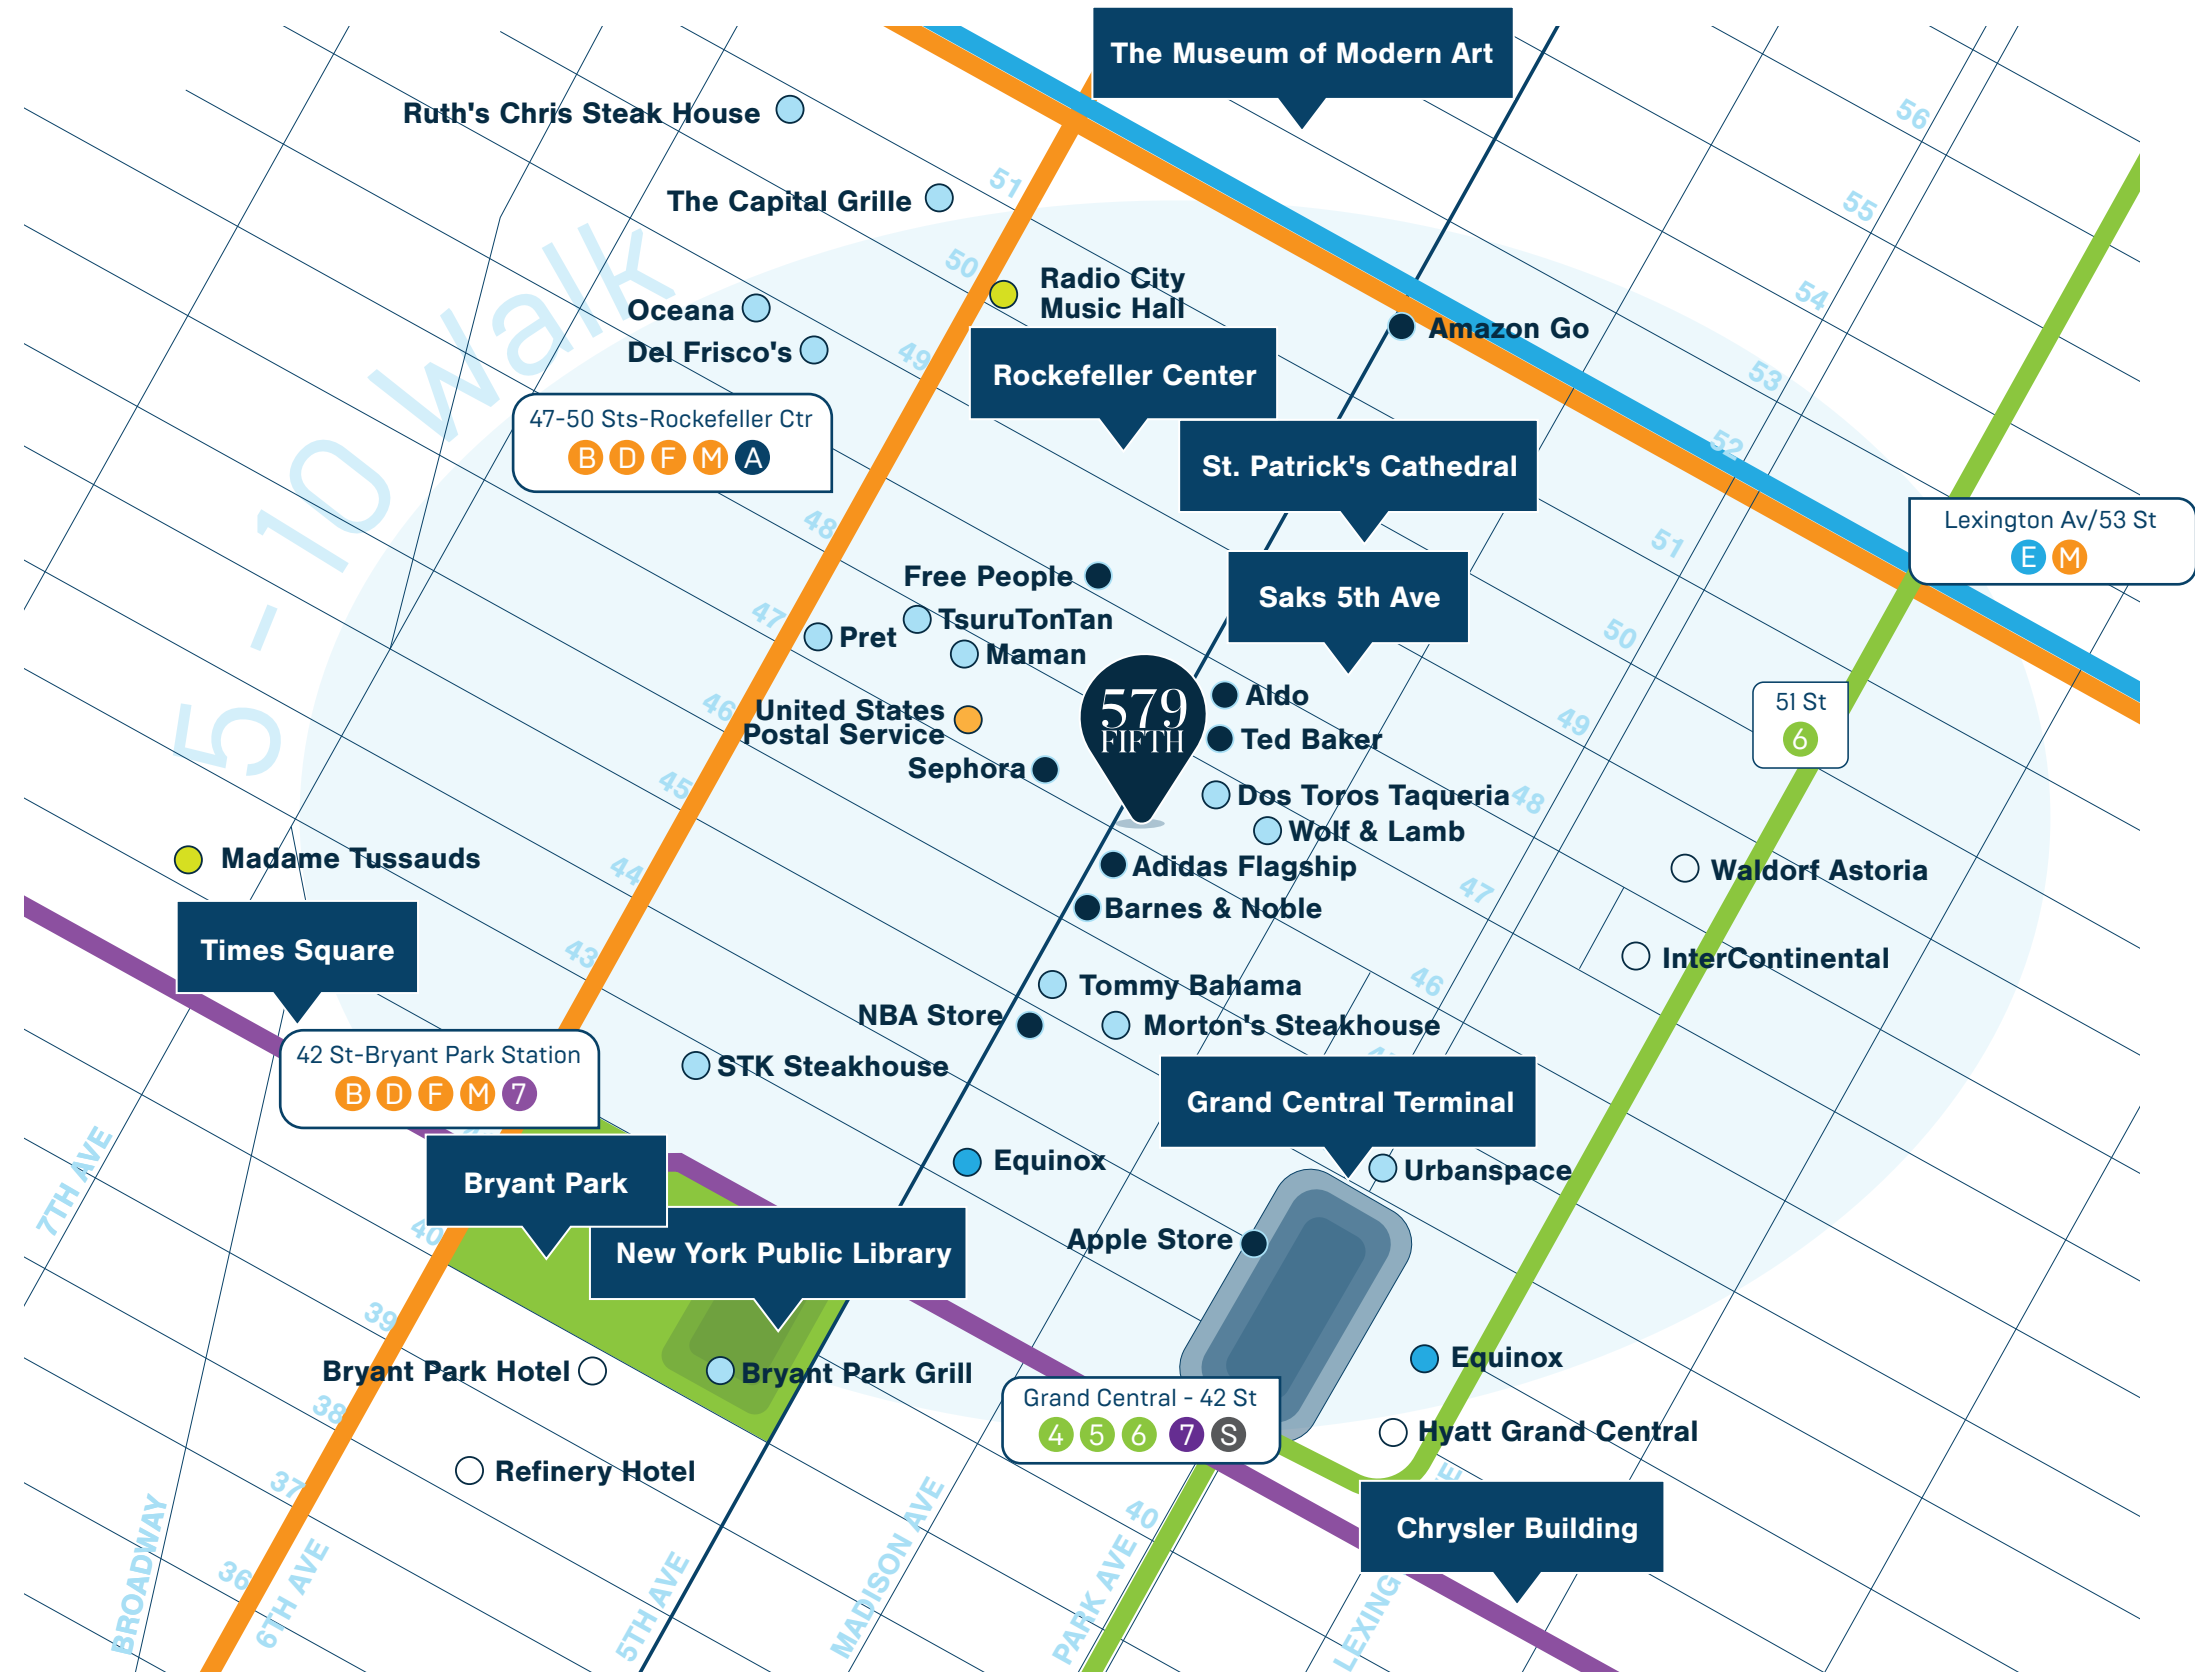 The Museum of Modern Art
56
Ruth's Chris Steak House
51
55
The Capital Grille
50
Radio City
Music Hall
54
Oceana
Amazon Go
Del Frisco's
49
Rockefeller Center
53
5 - 10 walk
47-50 Sts-Rockefeller Ctr
B D F M A
52
St. Patrick's Cathedral
48
51
Lexington Av/53 St
E M
Free People
Saks 5th Ave
47
TsuruTonTan
Pret
Maman
50
46
United States
Postal Service
579
FIFTH
Aldo
Ted Baker
51 St
6
49
Sephora
45
Dos Toros Taqueria
48
Wolf & Lamb
Madame Tussauds
44
Adidas Flagship
Waldorf Astoria
47
Barnes & Noble
Times Square
43
InterContinental
Tommy Bahama
46
NBA Store
Morton's Steakhouse
42 St-Bryant Park Station
B D F M 7
STK Steakhouse
Grand Central Terminal
Equinox
Urbanspace
7TH AVE
Bryant Park
40
New York Public Library
Apple Store
39
Bryant Park Hotel
Bryant Park Grill
Equinox
38
Grand Central - 42 St
4 5 6 7 S
Hyatt Grand Central
Refinery Hotel
37
40
Chrysler Building
36
BROADWAY
6TH AVE
5TH AVE
MADISON AVE
PARK AVE
LEXING
E